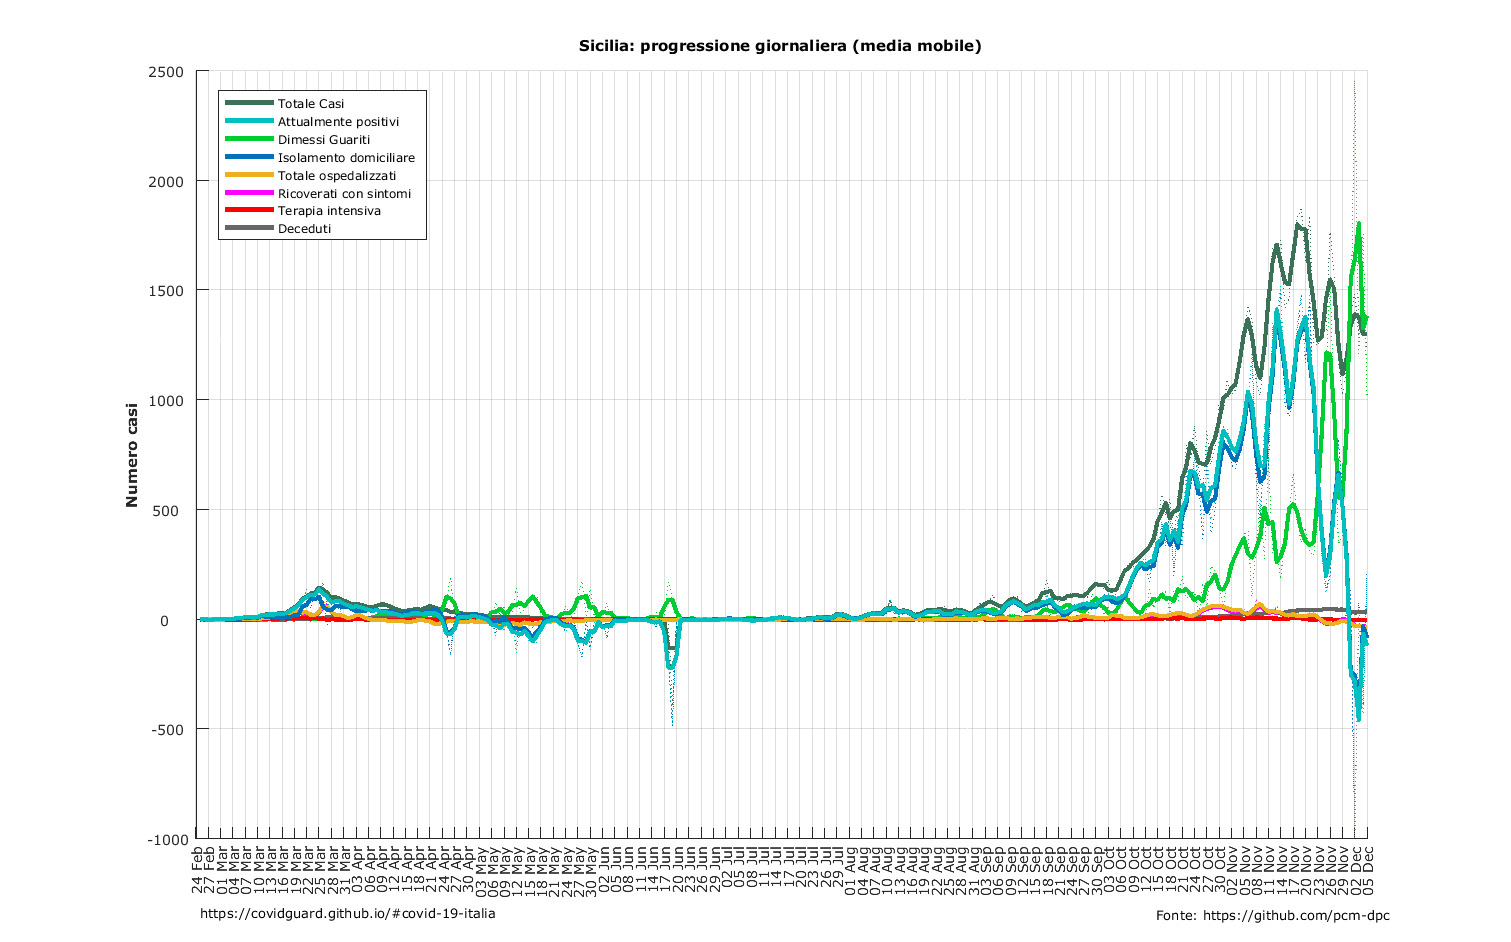 Sicilia: progressione giornaliera (media mobile)
2500
2000
1500
1000
500
0
-500
-1000
Numero casi
Totale Casi
Attualmente positivi
Dimessi Guariti
Isolamento domiciliare
Totale ospedalizzati
Ricoverati con sintomi
Terapia intensiva
Deceduti
24 Feb
27 Feb
01 Mar
04 Mar
07 Mar
10 Mar
13 Mar
16 Mar
19 Mar
22 Mar
25 Mar
28 Mar
31 Mar
03 Apr
06 Apr
09 Apr
12 Apr
15 Apr
18 Apr
21 Apr
24 Apr
27 Apr
30 Apr
03 May
06 May
09 May
12 May
15 May
18 May
21 May
24 May
27 May
30 May
02 Jun
05 Jun
08 Jun
11 Jun
14 Jun
17 Jun
20 Jun
23 Jun
26 Jun
29 Jun
02 Jul
05 Jul
08 Jul
11 Jul
14 Jul
17 Jul
20 Jul
23 Jul
26 Jul
29 Jul
01 Aug
04 Aug
07 Aug
10 Aug
13 Aug
16 Aug
19 Aug
22 Aug
25 Aug
28 Aug
31 Aug
03 Sep
06 Sep
09 Sep
12 Sep
15 Sep
18 Sep
21 Sep
24 Sep
27 Sep
30 Sep
03 Oct
06 Oct
09 Oct
12 Oct
15 Oct
18 Oct
21 Oct
24 Oct
27 Oct
30 Oct
02 Nov
05 Nov
08 Nov
11 Nov
14 Nov
17 Nov
20 Nov
23 Nov
26 Nov
29 Nov
02 Dec
05 Dec
https://covidguard.github.io/#covid-19-italia
Fonte: https://github.com/pcm-dpc